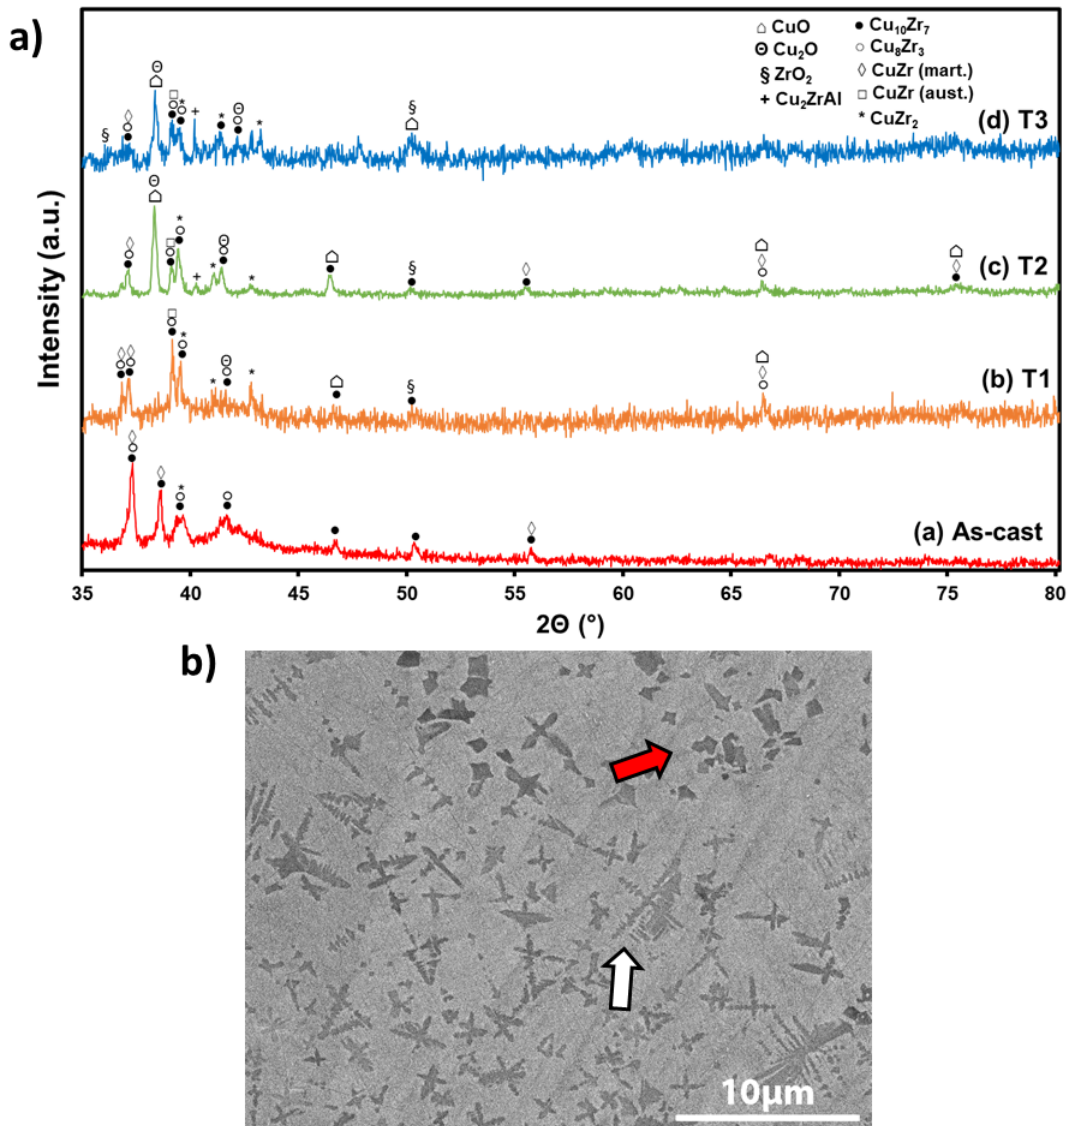 a)
CuO
Cu₂O
§ ZrO₂
+ Cu₂ZrAl
Cu₁₀Zr₇
Cu₈Zr₃
CuZr (mart.)
CuZr (aust.)
* CuZr₂
(d) T3
(c) T2
(b) T1
(a) As-cast
Intensity (a.u.)
35 40 45 50 55 60 65 70 75 80
2Θ (°)
b)
10μm